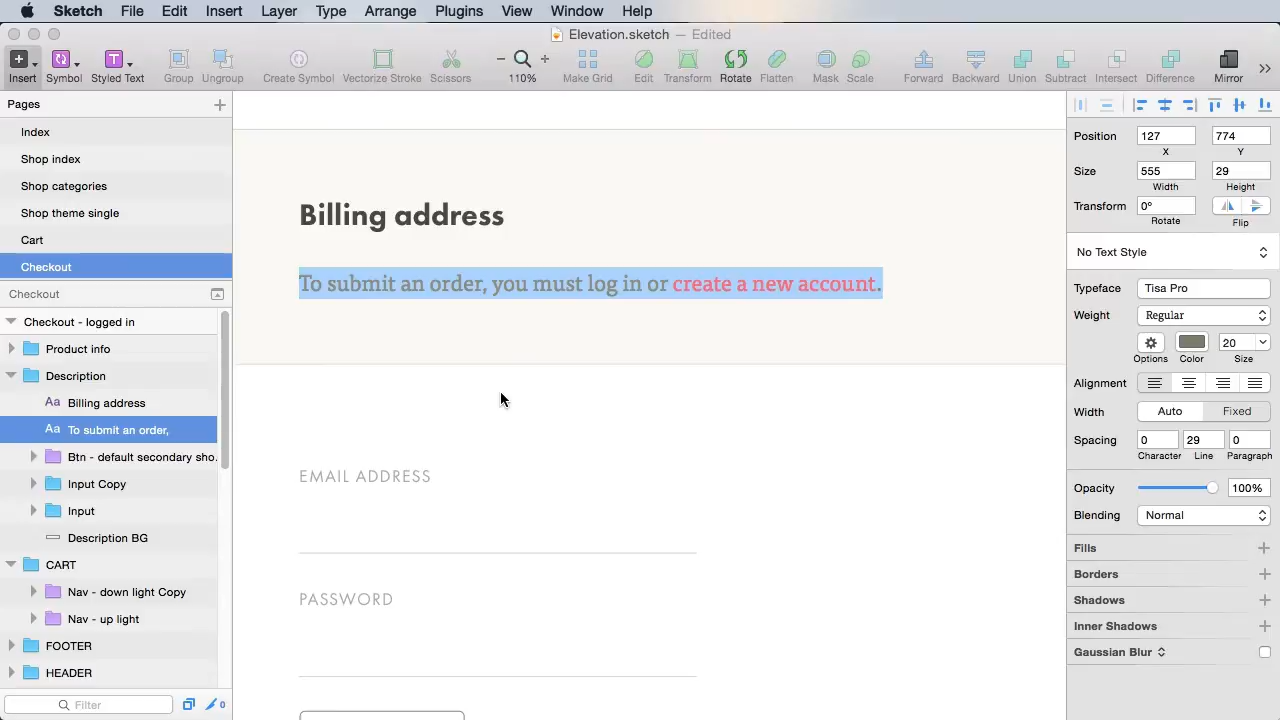 Sketch File Edit Insert Layer Type Arrange Plugins View Window Help
Elevation.sketch — Edited
Insert Symbol Styled Text Group Ungroup Create Symbol Vectorize Stroke Scissors 110% Make Grid Edit Transform Rotate Flatten Mask Scale Forward Backward Union Subtract Intersect Difference Mirror
Pages
Index
Shop index
Shop categories
Shop theme single
Cart
Checkout
Checkout
Checkout - logged in
Product info
Description
Aa Billing address
Aa To submit an order,
Btn - default secondary sho.
Input Copy
Input
Description BG
CART
Nav - down light Copy
Nav - up light
FOOTER
HEADER
Filter 0
Billing address
To submit an order, you must log in or create a new account.
EMAIL ADDRESS
PASSWORD
Position 127 774
X Y
Size 555 29
Width Height
Transform 0°
Rotate Flip
No Text Style
Typeface Tisa Pro
Weight Regular
20
Options Color Size
Alignment
Width Auto Fixed
Spacing 0 29 0
Character Line Paragraph
Opacity 100%
Blending Normal
Fills
Borders
Shadows
Inner Shadows
Gaussian Blur